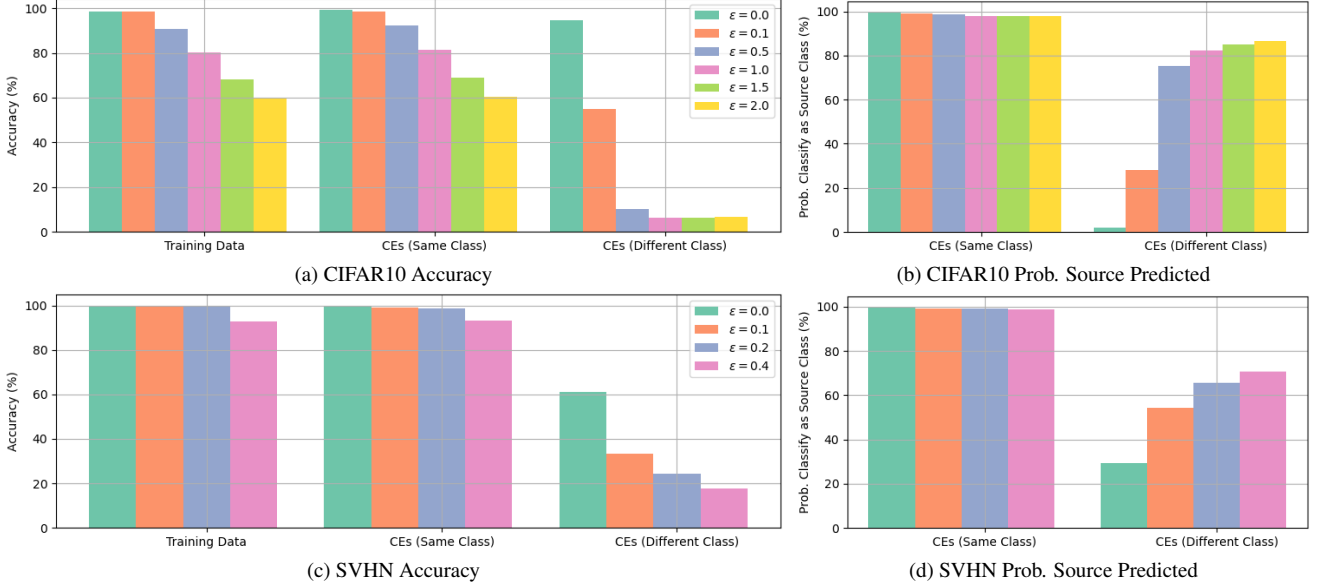 Accuracy (%)
100
80
60
40
20
0
Training Data
CEs (Same Class)
CEs (Different Class)
ε = 0.0
ε = 0.1
ε = 0.5
ε = 1.0
ε = 1.5
ε = 2.0
(a) CIFAR10 Accuracy
Prob. Classify as Source Class (%)
100
80
60
40
20
0
CEs (Same Class)
CEs (Different Class)
(b) CIFAR10 Prob. Source Predicted
Accuracy (%)
100
80
60
40
20
0
Training Data
CEs (Same Class)
CEs (Different Class)
ε = 0.0
ε = 0.1
ε = 0.2
ε = 0.4
(c) SVHN Accuracy
Prob. Classify as Source Class (%)
100
80
60
40
20
0
CEs (Same Class)
CEs (Different Class)
(d) SVHN Prob. Source Predicted